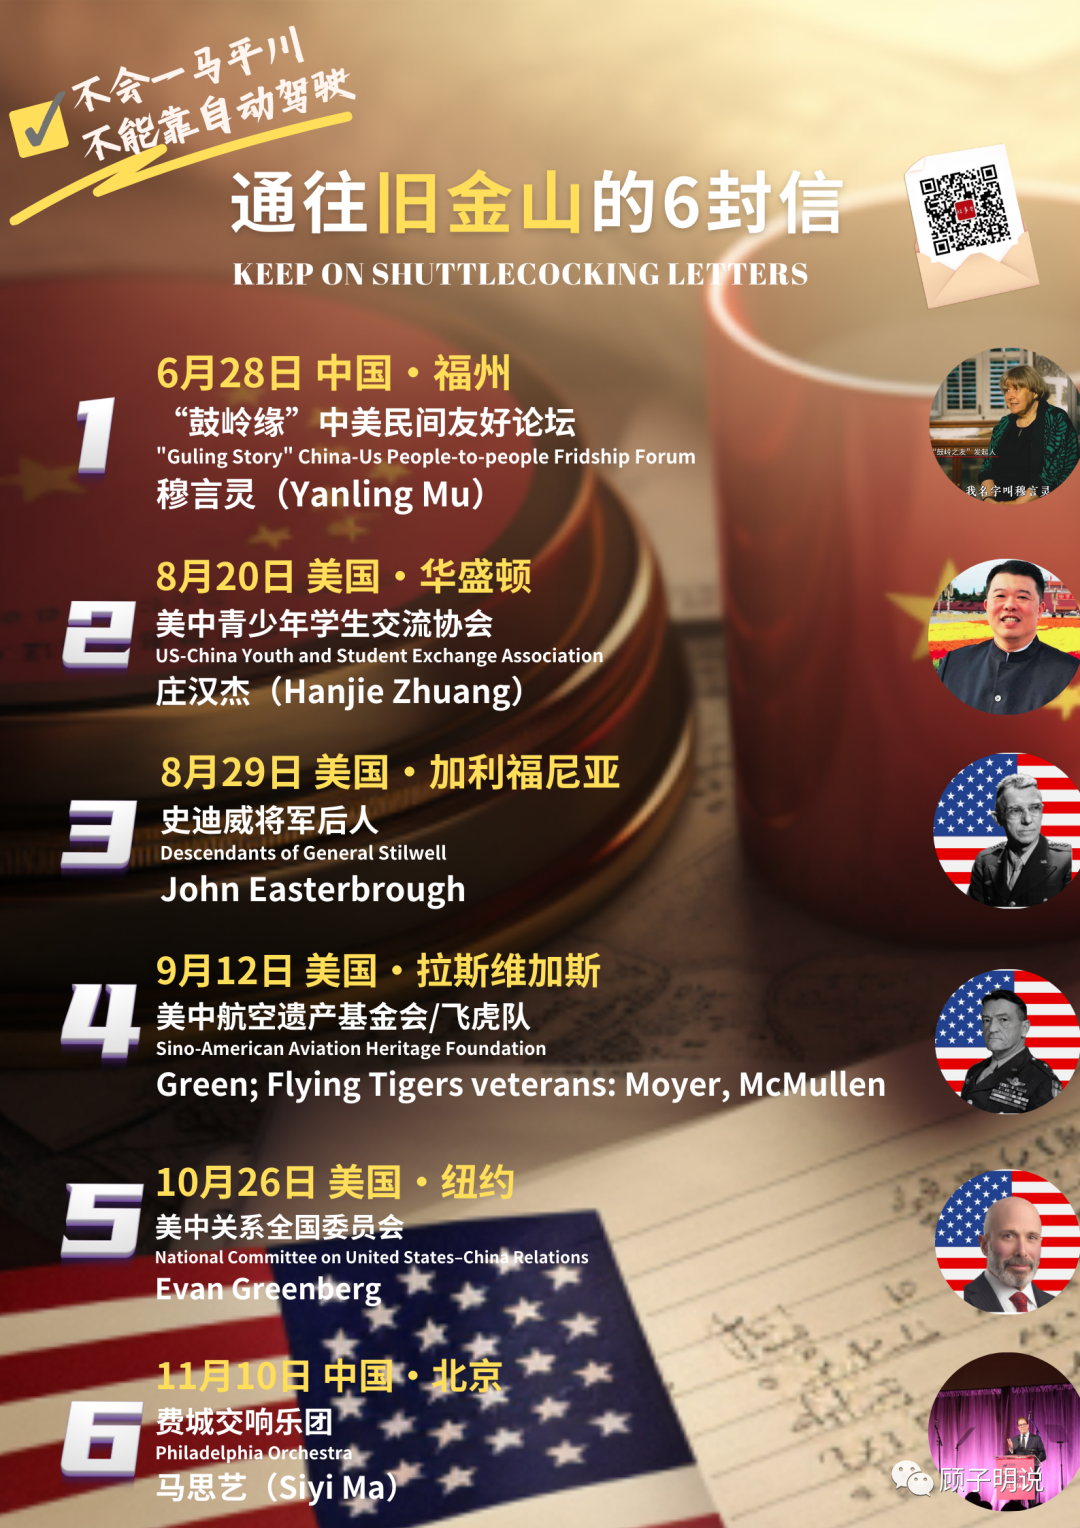 不会一马平川
不能靠自动驾驶
通往旧金山的6封信
KEEP ON SHUTTLECOCKING LETTERS
1
6月28日 中国·福州
“鼓岭缘”中美民间友好论坛
"Guling Story" China-Us People-to-people Fridship Forum
穆言灵（Yanling Mu）
“鼓岭之友”发起人
我名字叫穆言灵
2
8月20日 美国·华盛顿
美中青少年学生交流协会
US-China Youth and Student Exchange Association
庄汉杰（Hanjie Zhuang）
3
8月29日 美国·加利福尼亚
史迪威将军后人
Descendants of General Stilwell
John Easterbrough
4
9月12日 美国·拉斯维加斯
美中航空遗产基金会/飞虎队
Sino-American Aviation Heritage Foundation
Green; Flying Tigers veterans: Moyer, McMullen
5
10月26日 美国·纽约
美中关系全国委员会
National Committee on United States–China Relations
Evan Greenberg
6
11月10日 中国·北京
费城交响乐团
Philadelphia Orchestra
马思艺（Siyi Ma）
顾子明说